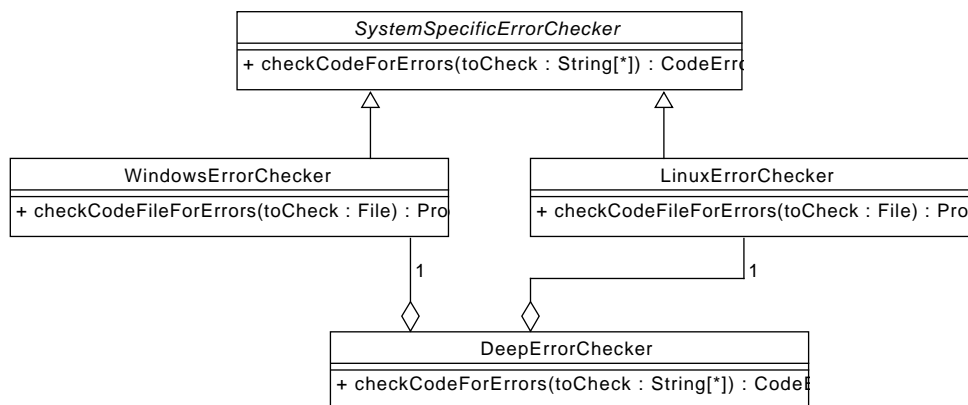 SystemSpecificErrorChecker
+ checkCodeForErrors(toCheck : String[*]) : CodeErro
WindowsErrorChecker
+ checkCodeFileForErrors(toCheck : File) : Pro
LinuxErrorChecker
+ checkCodeFileForErrors(toCheck : File) : Pro
1
1
DeepErrorChecker
+ checkCodeForErrors(toCheck : String[*]) : CodeE